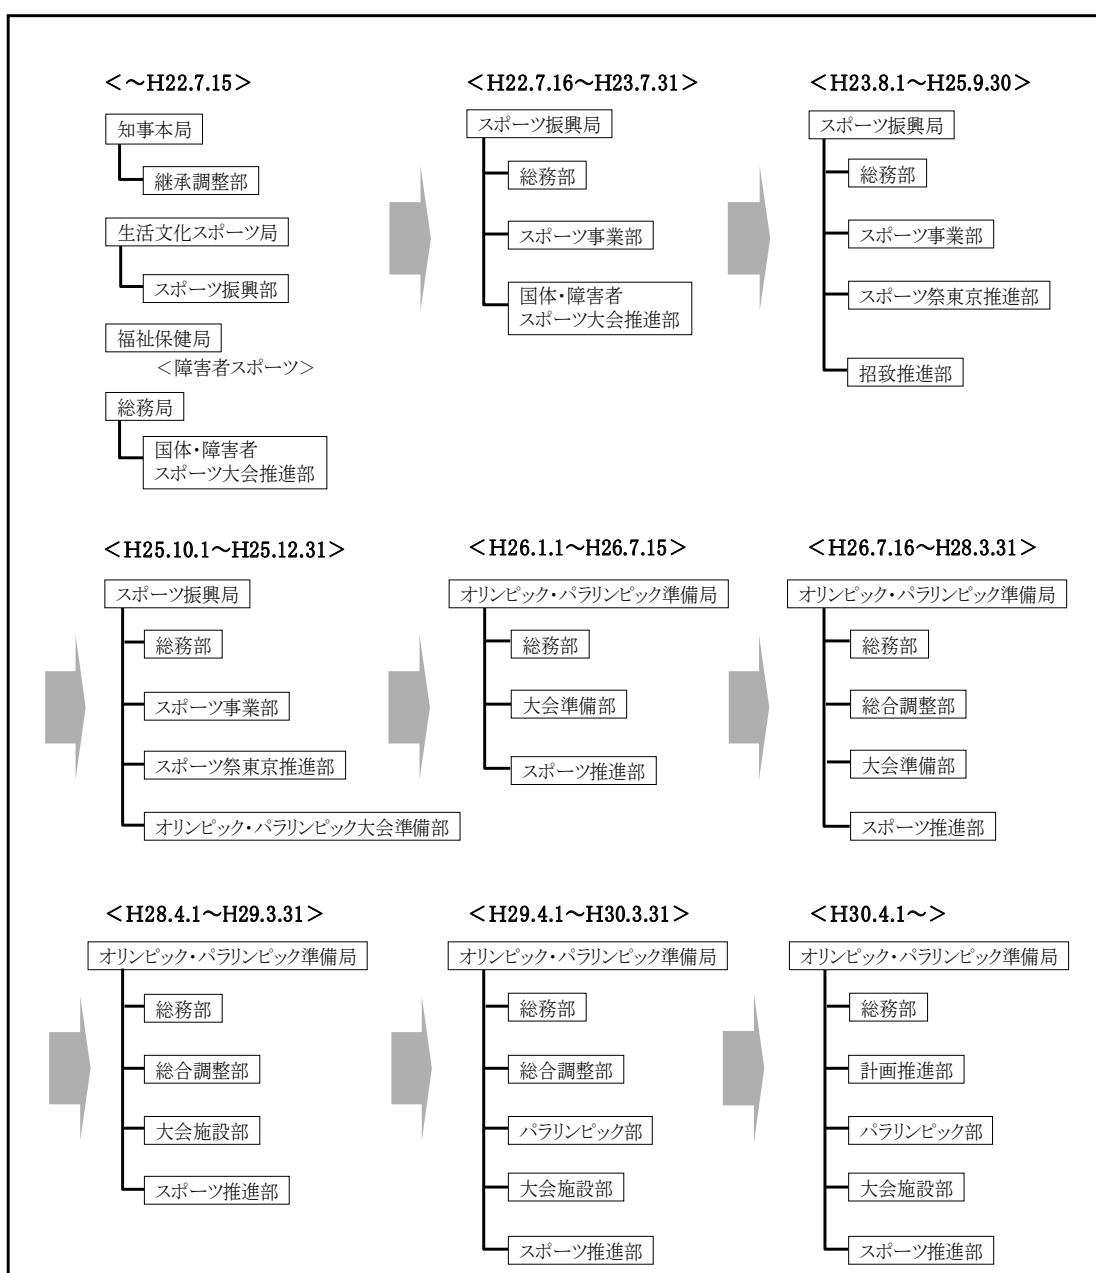 ＜～H22.7.15＞
知事本局
継承調整部
生活文化スポーツ局
スポーツ振興部
福祉保健局
＜障害者スポーツ＞
総務局
国体・障害者
スポーツ大会推進部
＜H22.7.16～H23.7.31＞
スポーツ振興局
総務部
スポーツ事業部
国体・障害者
スポーツ大会推進部
＜H23.8.1～H25.9.30＞
スポーツ振興局
総務部
スポーツ事業部
スポーツ祭東京推進部
招致推進部
＜H25.10.1～H25.12.31＞
スポーツ振興局
総務部
スポーツ事業部
スポーツ祭東京推進部
オリンピック・パラリンピック大会準備部
＜H26.1.1～H26.7.15＞
オリンピック・パラリンピック準備局
総務部
大会準備部
スポーツ推進部
＜H26.7.16～H28.3.31＞
オリンピック・パラリンピック準備局
総務部
総合調整部
大会準備部
スポーツ推進部
＜H28.4.1～H29.3.31＞
オリンピック・パラリンピック準備局
総務部
総合調整部
大会施設部
スポーツ推進部
＜H29.4.1～H30.3.31＞
オリンピック・パラリンピック準備局
総務部
総合調整部
パラリンピック部
大会施設部
スポーツ推進部
＜H30.4.1～＞
オリンピック・パラリンピック準備局
総務部
計画推進部
パラリンピック部
大会施設部
スポーツ推進部